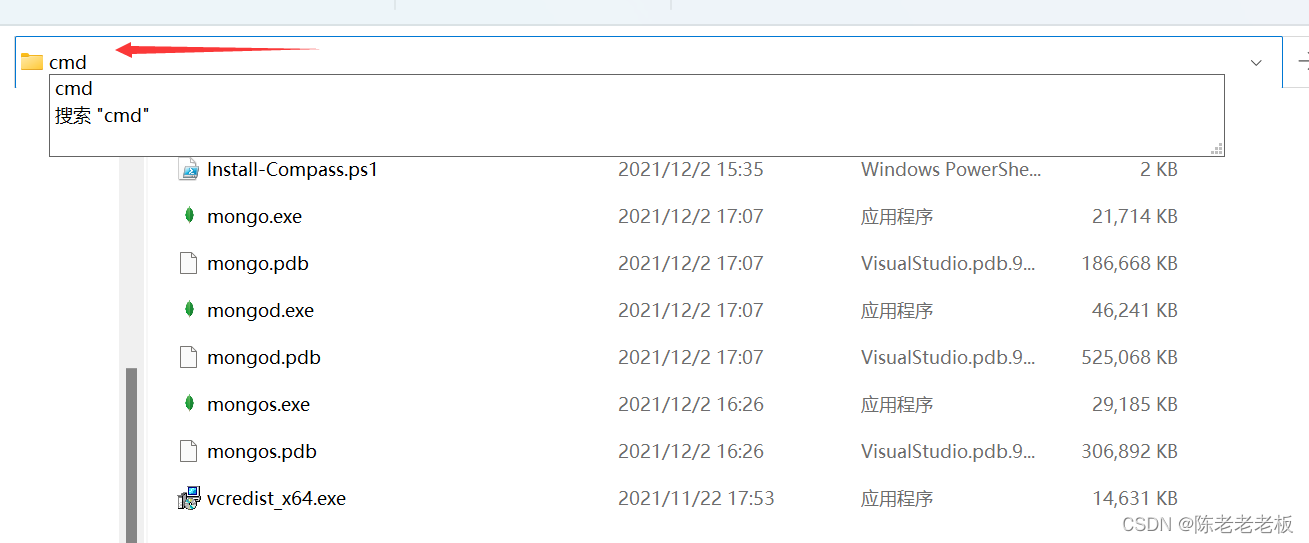 cmd
cmd
搜索 "cmd"
Install-Compass.ps1 2021/12/2 15:35 Windows PowerShe... 2 KB
mongo.exe 2021/12/2 17:07 应用程序 21,714 KB
mongo.pdb 2021/12/2 17:07 VisualStudio.pdb.9... 186,668 KB
mongod.exe 2021/12/2 17:07 应用程序 46,241 KB
mongod.pdb 2021/12/2 17:07 VisualStudio.pdb.9... 525,068 KB
mongos.exe 2021/12/2 16:26 应用程序 29,185 KB
mongos.pdb 2021/12/2 16:26 VisualStudio.pdb.9... 306,892 KB
vcredist_x64.exe 2021/11/22 17:53 应用程序 14,631 KB
CSDN @陈老老老板